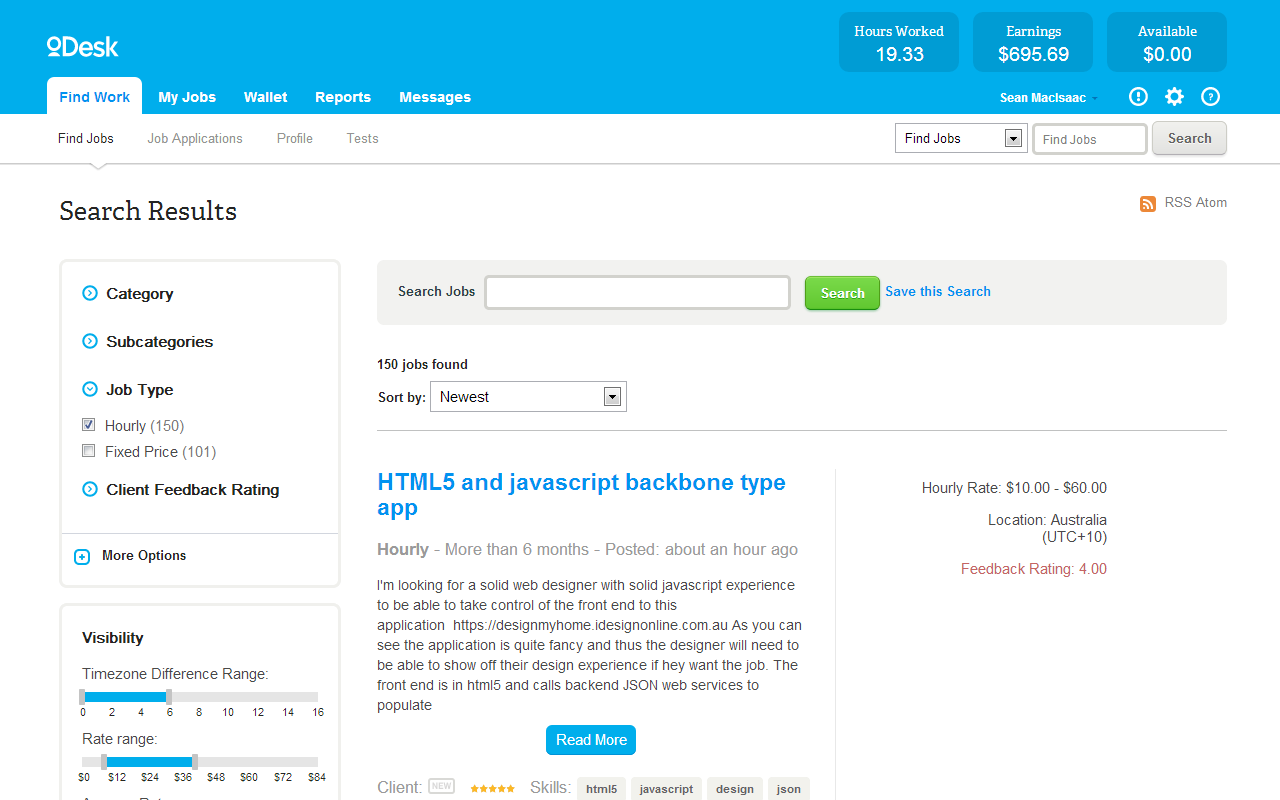 oDesk
Hours Worked
19.33
Earnings
$695.69
Available
$0.00
Find Work
My Jobs
Wallet
Reports
Messages
Sean MacIsaac
Find Jobs
Job Applications
Profile
Tests
Find Jobs
Find Jobs
Search
Search Results
RSS Atom
Category
Subcategories
Job Type
Hourly (150)
Fixed Price (101)
Client Feedback Rating
More Options
Visibility
Timezone Difference Range:
0 2 4 6 8 10 12 14 16
Rate range:
$0 $12 $24 $36 $48 $60 $72 $84
Search Jobs
Search
Save this Search
150 jobs found
Sort by: Newest
HTML5 and javascript backbone type
app
Hourly - More than 6 months - Posted: about an hour ago
I'm looking for a solid web designer with solid javascript experience
to be able to take control of the front end to this
application https://designmyhome.idesignonline.com.au As you can
see the application is quite fancy and thus the designer will need to
be able to show off their design experience if hey want the job. The
front end is in html5 and calls backend JSON web services to
populate
Read More
Client: NEW
Skills: html5 javascript design json
Hourly Rate: $10.00 - $60.00
Location: Australia
(UTC+10)
Feedback Rating: 4.00